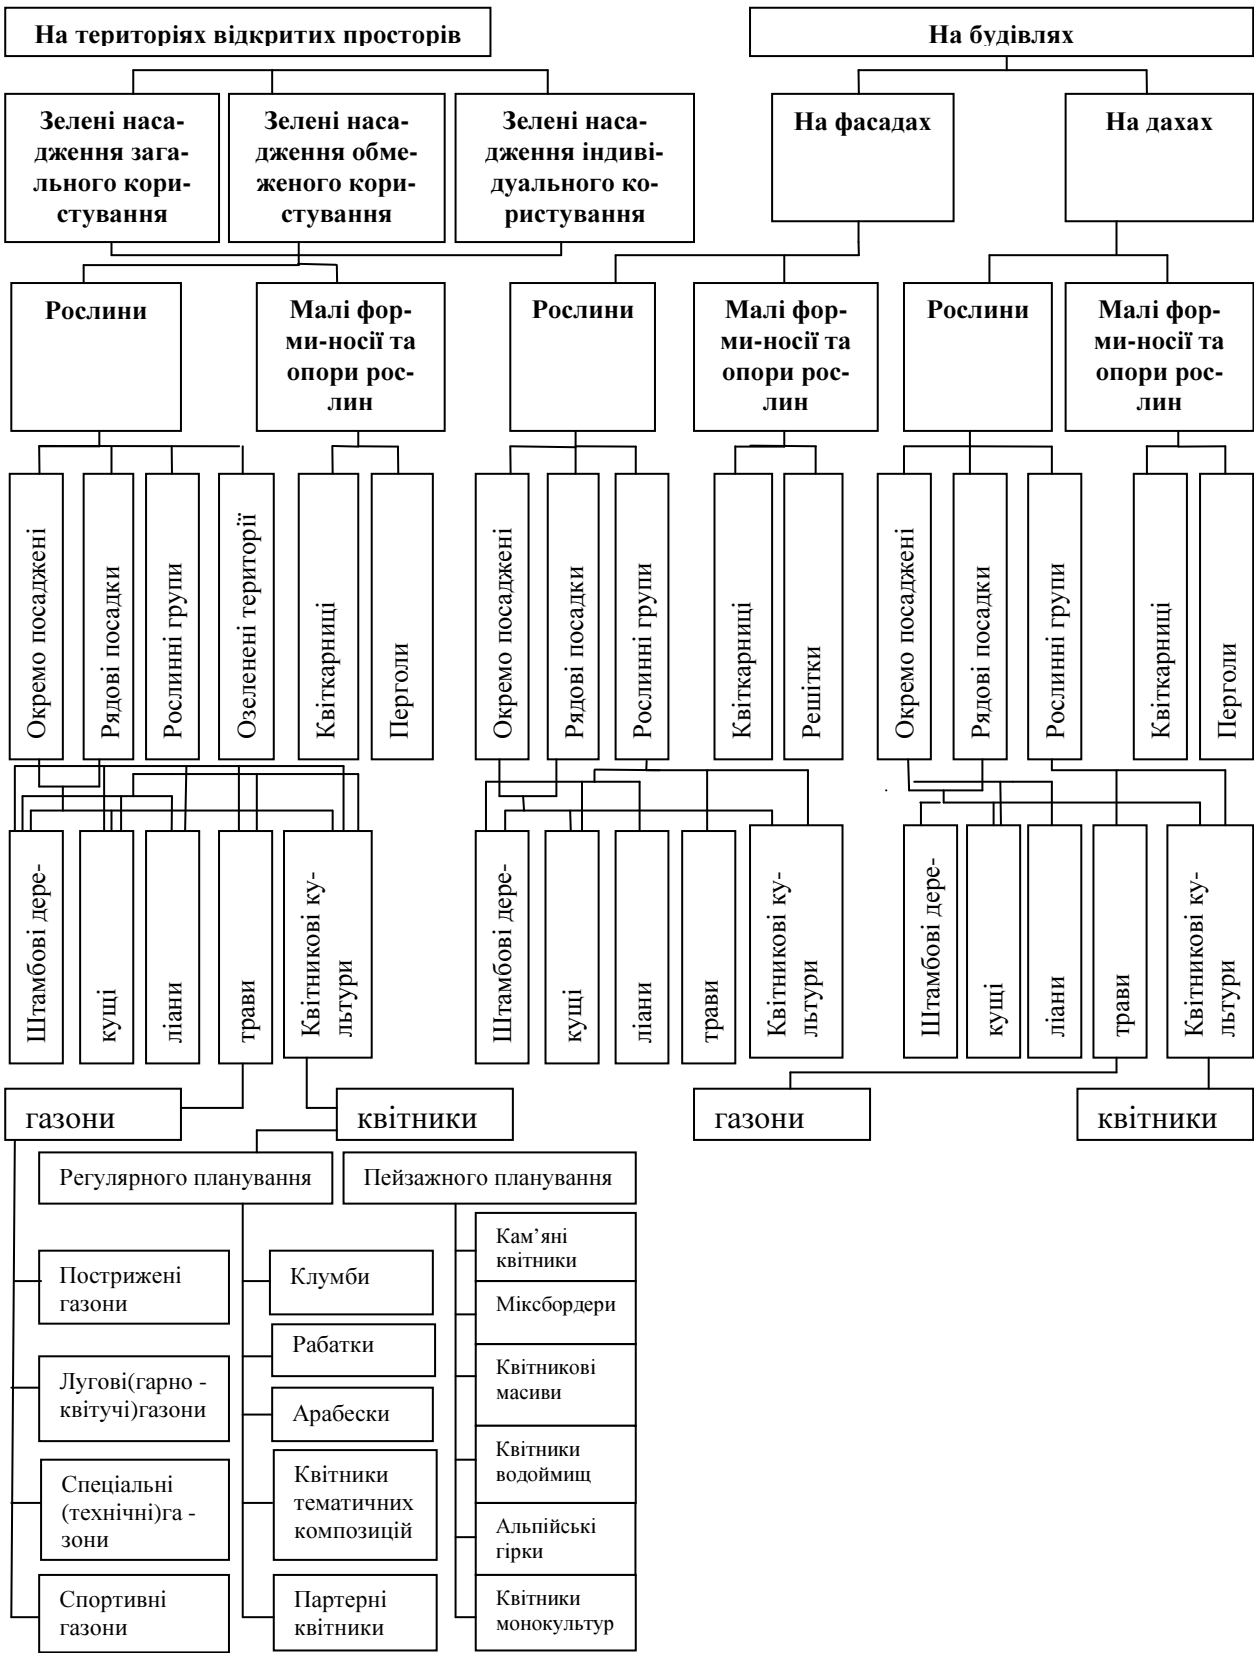 На територіях відкритих просторів
На будівлях
Зелені наса-
дження зага-
льного кори-
стування
Зелені наса-
дження обме-
женого кори-
стування
Зелені наса-
дження індиві-
дуального ко-
ристування
На фасадах
На дахах
Рослини
Малі фор-
ми-носії та
опори рос-
лин
Рослини
Малі фор-
ми-носії та
опори рос-
лин
Рослини
Малі фор-
ми-носії та
опори рос-
лин
Окремо посаджені
Рядові посадки
Рослинні групи
Озеленені території
Квіткарниці
Перголи
Окремо посаджені
Рядові посадки
Рослинні групи
Квіткарниці
Решітки
Окремо посаджені
Рядові посадки
Рослинні групи
Квіткарниці
Перголи
Штамбові дере-
кущі
ліани
трави
Квітникові ку-
льтури
Штамбові дере-
кущі
ліани
трави
Квітникові ку-
льтури
Штамбові дере-
кущі
ліани
трави
Квітникові ку-
льтури
газони
квітники
газони
квітники
Регулярного планування
Пейзажного планування
Пострижені
газони
Лугові(гарно -
квітучі)газони
Спеціальні
(технічні)га -
зони
Спортивні
газони
Клумби
Рабатки
Арабески
Квітники
тематичних
композицій
Партерні
квітники
Кам’яні
квітники
Міксбордери
Квітникові
масиви
Квітники
водоймищ
Альпійські
гірки
Квітники
монокультур